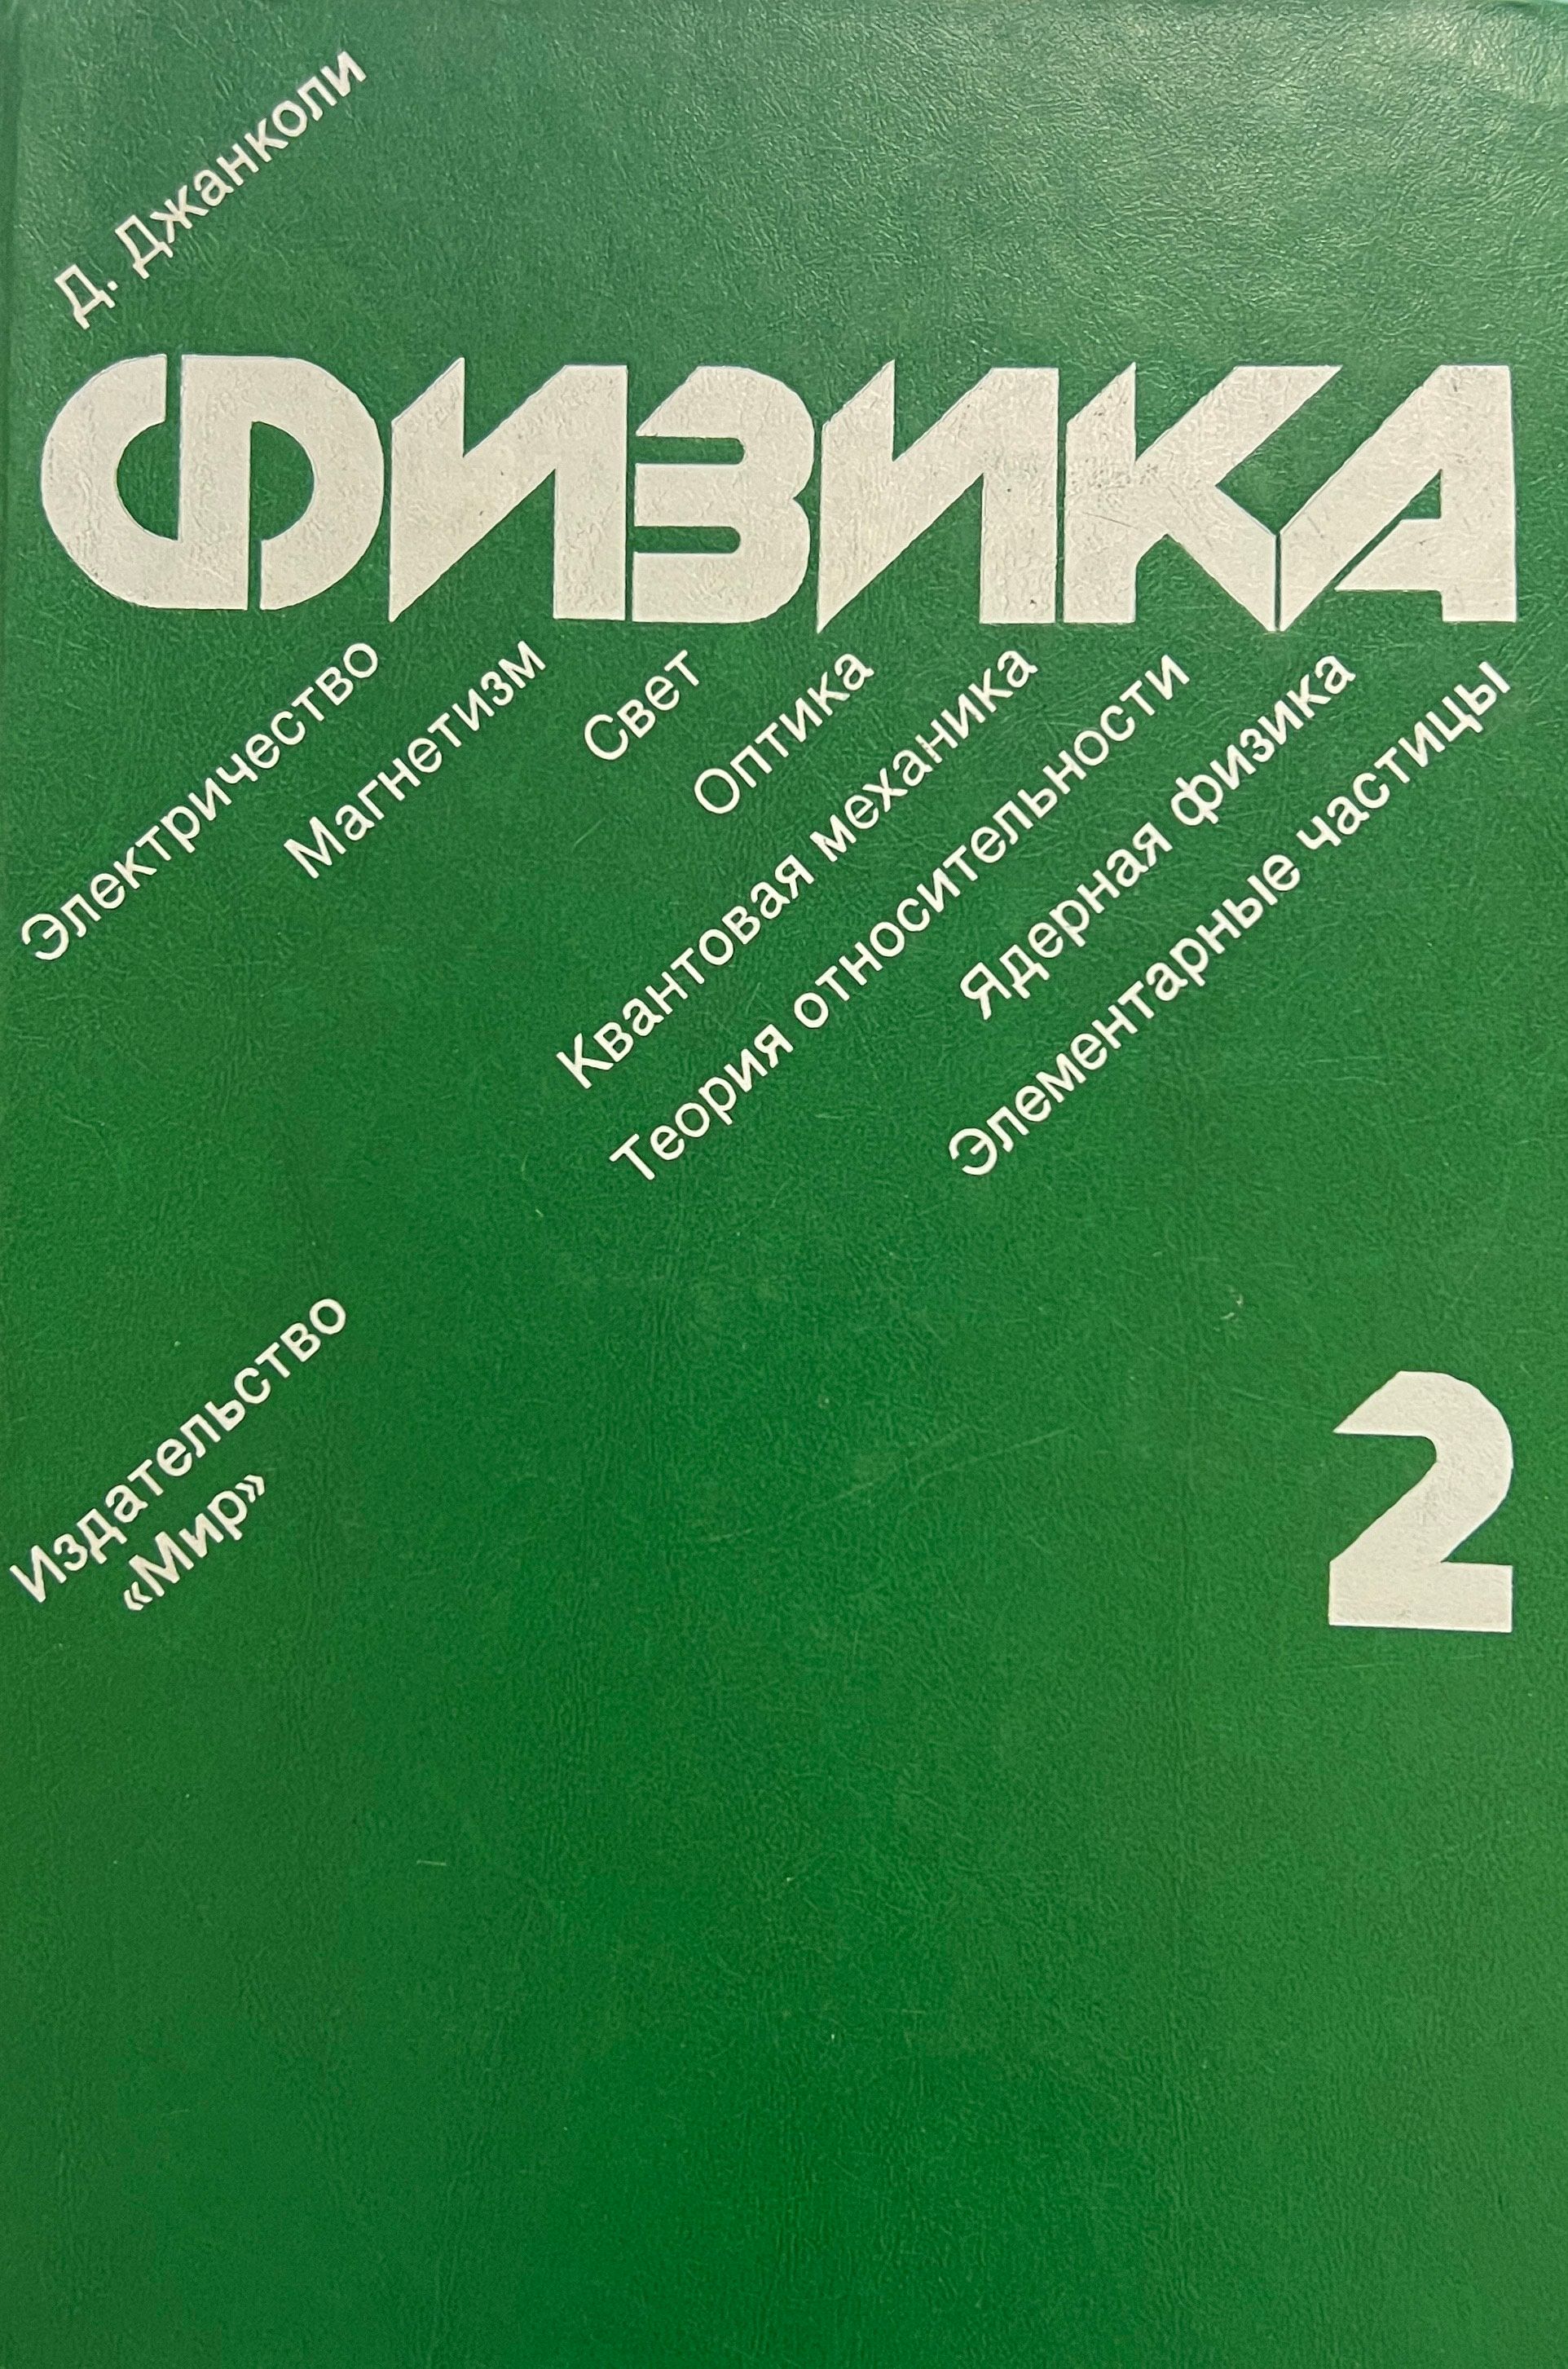 Д. Джанколи
ФИЗИКА
Электричество
Магнетизм
Свет
Оптика
Квантовая механика
Теория относительности
Ядерная физика
Элементарные частицы
Издательство
«Мир»
2